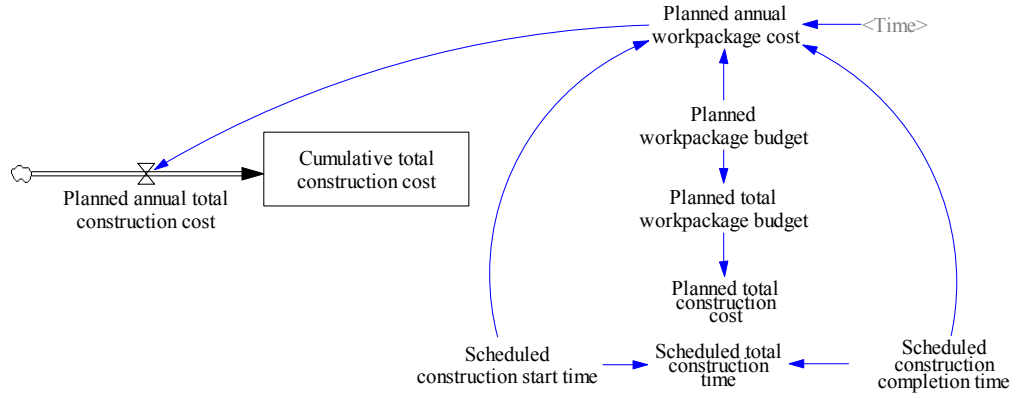 Planned annual
workpackage cost
<Time>
Planned
workpackage budget
Cumulative total
construction cost
Planned annual total
construction cost
Planned total
workpackage budget
Planned total
construction
cost
Scheduled
construction start time
Scheduled total
construction
time
Scheduled
construction
completion time